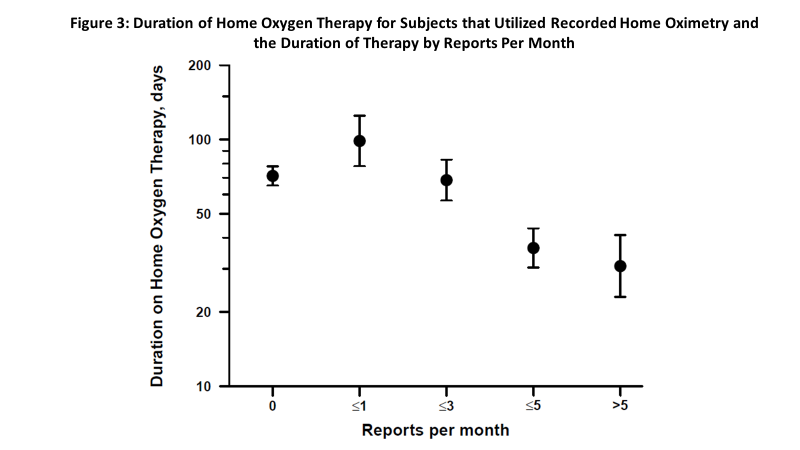 Figure 3: Duration of Home Oxygen Therapy for Subjects that Utilized Recorded Home Oximetry and
the Duration of Therapy by Reports Per Month
Duration on Home Oxygen Therapy, days
200
100
50
20
10
0 ≤1 ≤3 ≤5 >5
Reports per month